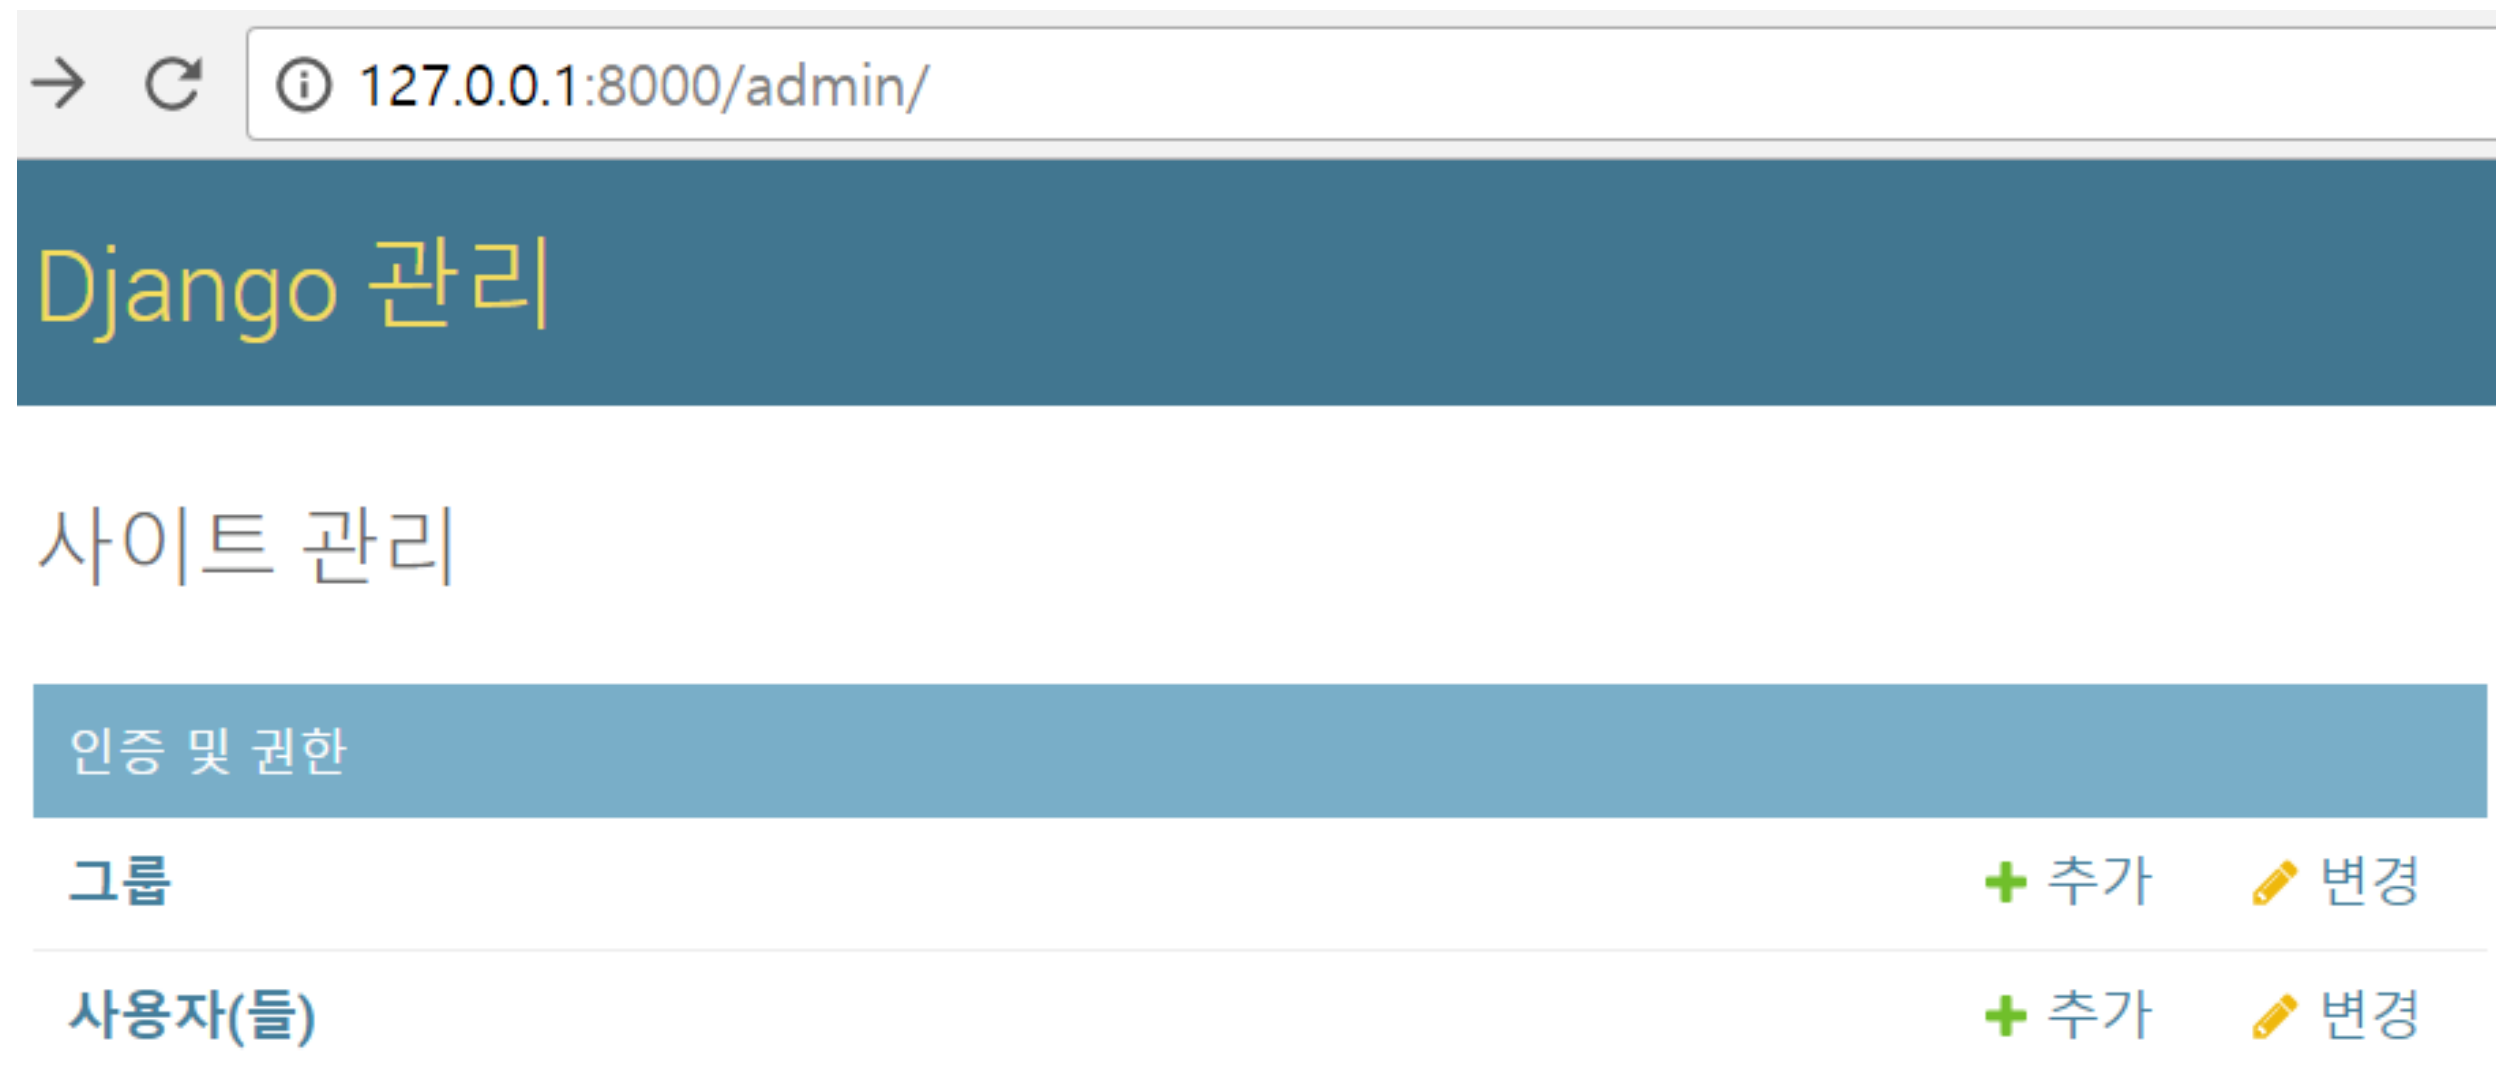 127.0.0.1:8000/admin/
Django 관리
사이트 관리
인증 및 권한
그룹 추가 변경
사용자(들) 추가 변경